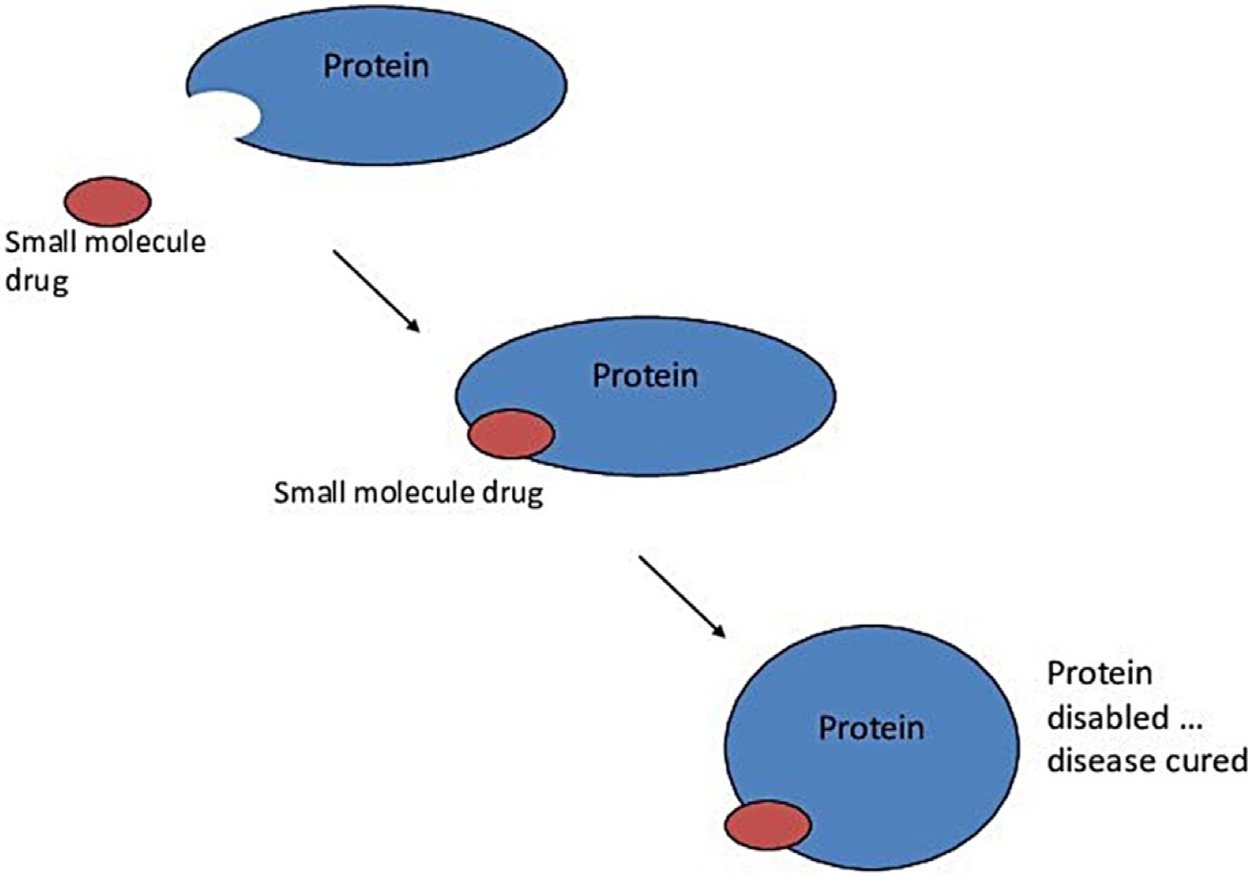 Protein
Small molecule
drug
Protein
Small molecule drug
Protein
Protein
disabled ...
disease cured